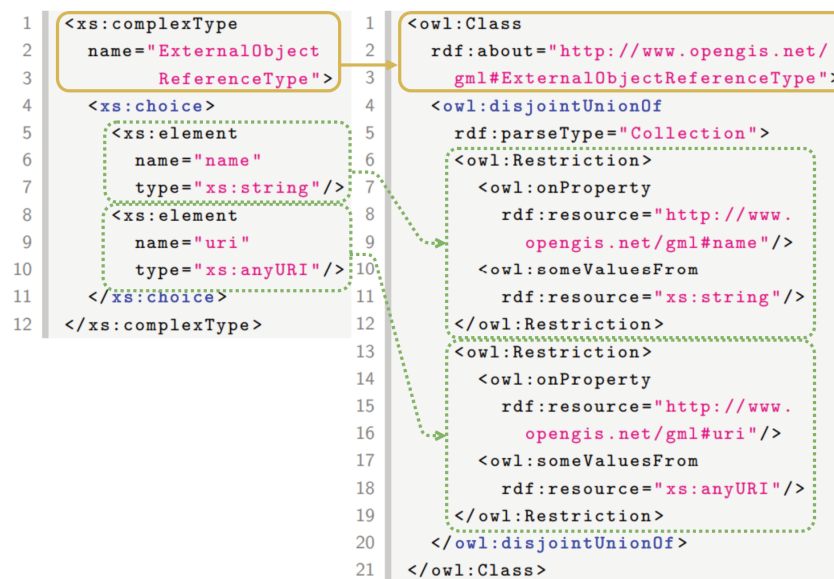 1 <xs:complexType
2 name="ExternalObject
3 ReferenceType">
4 <xs:choice>
5 <xs:element
6 name="name"
7 type="xs:string"/>
8 <xs:element
9 name="uri"
10 type="xs:anyURI"/>
11 </xs:choice>
12 </xs:complexType>
1 <owl:Class
2 rdf:about="http://www.opengis.net/
3 gml#ExternalObjectReferenceType">
4 <owl:disjointUnionOf
5 rdf:parseType="Collection">
6 <owl:Restriction>
7 <owl:onProperty
8 rdf:resource="http://www.
9 opengis.net/gml#name"/>
10 <owl:someValuesFrom
11 rdf:resource="xs:string"/>
12 </owl:Restriction>
13 <owl:Restriction>
14 <owl:onProperty
15 rdf:resource="http://www.
16 opengis.net/gml#uri"/>
17 <owl:someValuesFrom
18 rdf:resource="xs:anyURI"/>
19 </owl:Restriction>
20 </owl:disjointUnionOf>
21 </owl:Class>